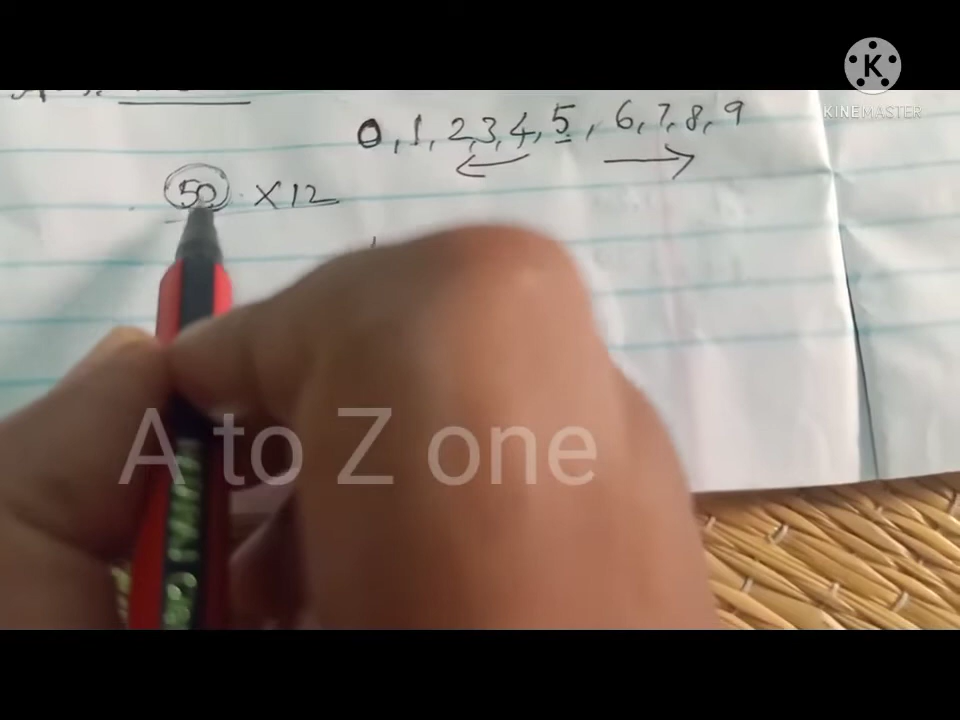 KINEMASTER
0, 1, 2, 3, 4, 5, 6, 7, 8, 9
50 × 12
A to Z one